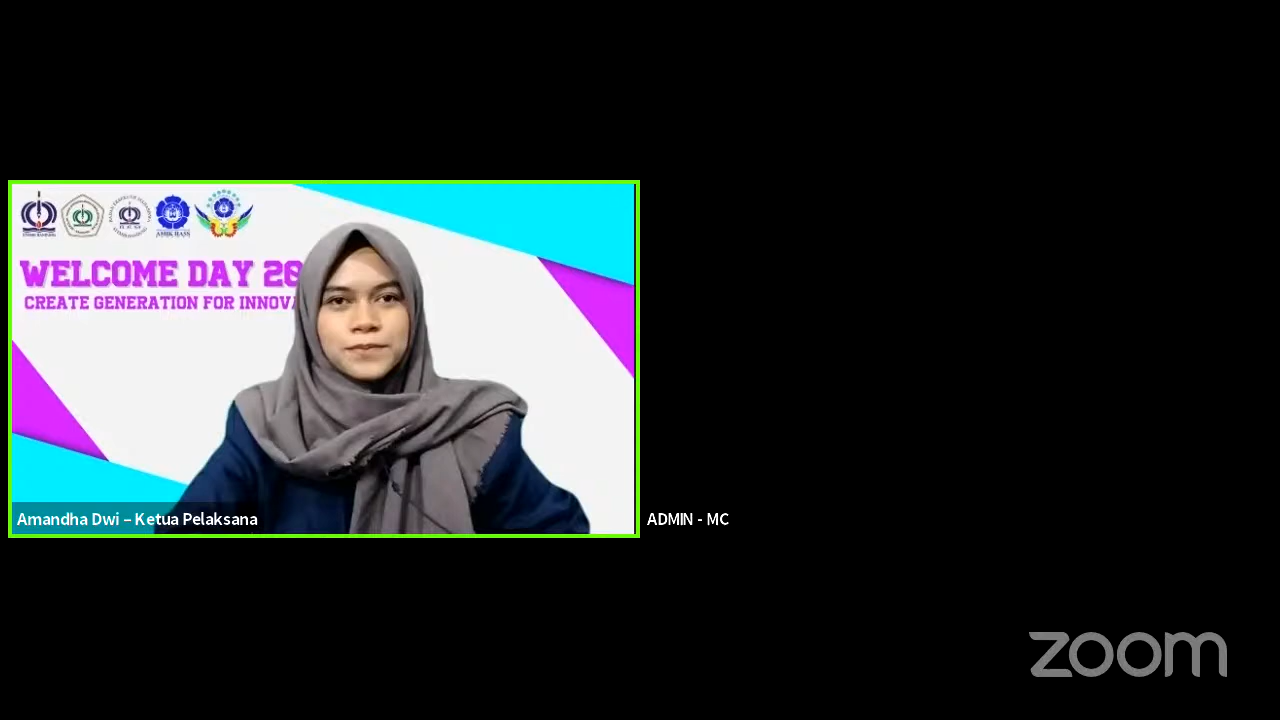 WELCOME DAY 20
CREATE GENERATION FOR INNOVA
Amandha Dwi – Ketua Pelaksana
ADMIN - MC
zoom